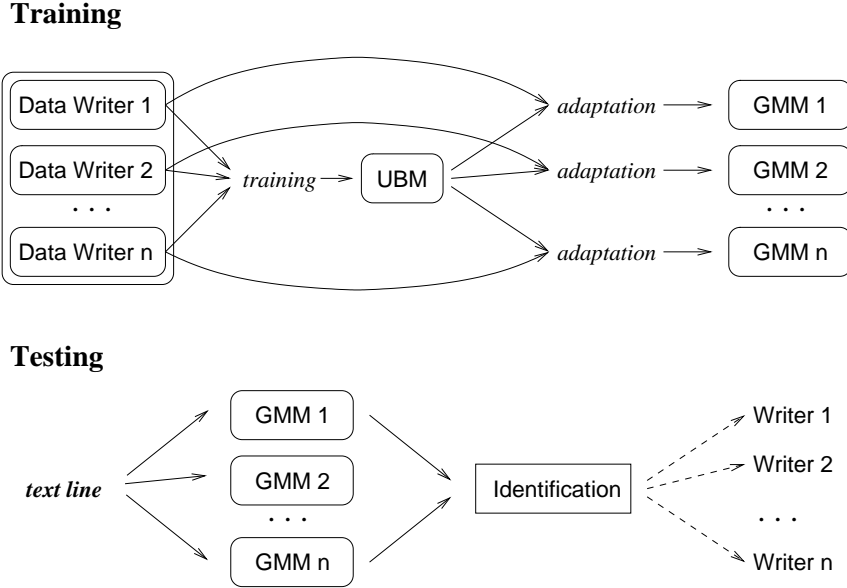 Training
Data Writer 1 adaptation GMM 1
Data Writer 2 training UBM adaptation GMM 2
. . . . . .
Data Writer n adaptation GMM n
Testing
GMM 1 Writer 1
text line GMM 2 Identification Writer 2
. . . . . .
GMM n Writer n